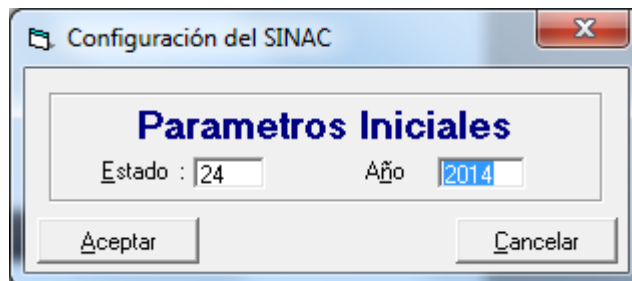 Configuración del SINAC
Parametros Iniciales
Estado : 24 Año 2014
Aceptar Cancelar